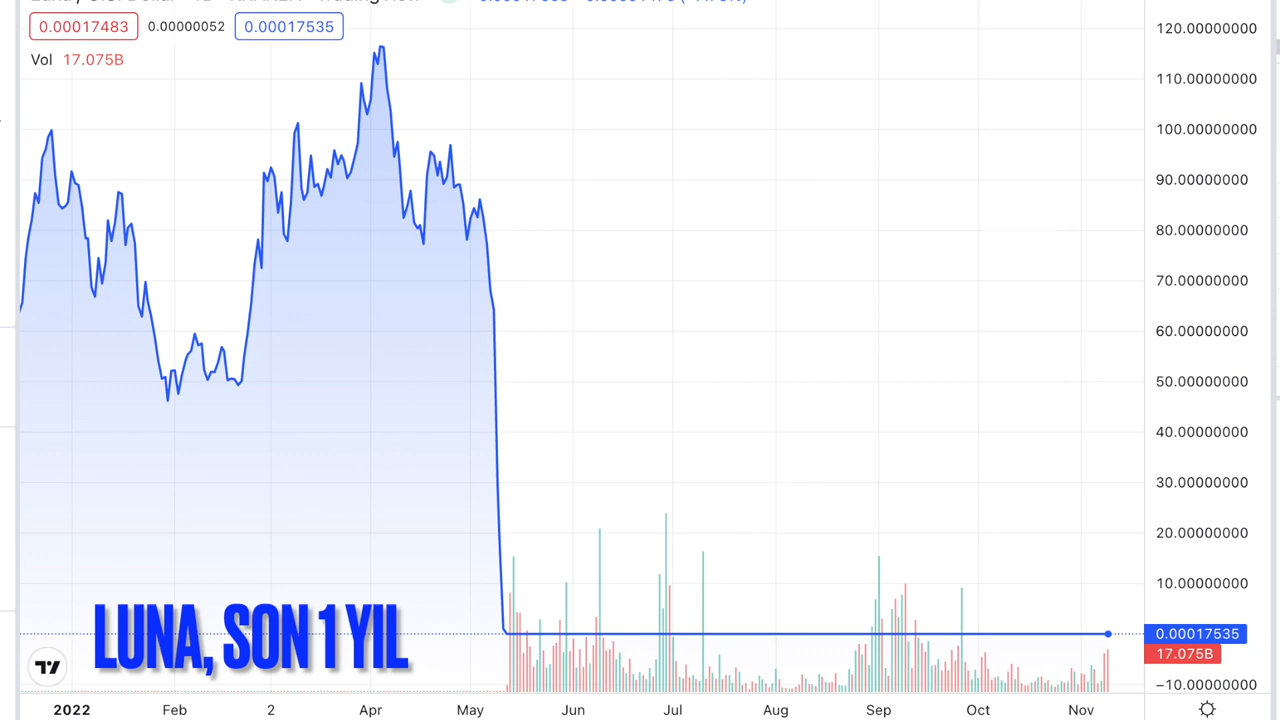 0.00017483 0.00000052 0.00017535
Vol 17.075B
120.00000000
110.00000000
100.00000000
90.00000000
80.00000000
70.00000000
60.00000000
50.00000000
40.00000000
30.00000000
20.00000000
10.00000000
0.00017535
17.075B
−10.00000000
LUNA, SON 1 YIL
2022 Feb 2 Apr May Jun Jul Aug Sep Oct Nov